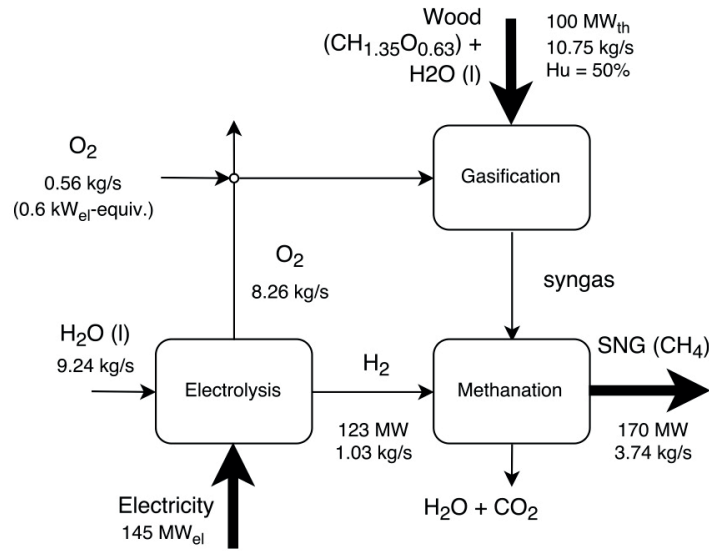 Wood
(CH1.35O0.63) +
H2O (l)
100 MWth
10.75 kg/s
Hu = 50%
O2
0.56 kg/s
(0.6 kWel-equiv.)
Gasification
O2
8.26 kg/s
syngas
H2O (l)
9.24 kg/s
Electrolysis
H2
123 MW
1.03 kg/s
Methanation
SNG (CH4)
170 MW
3.74 kg/s
Electricity
145 MWel
H2O + CO2